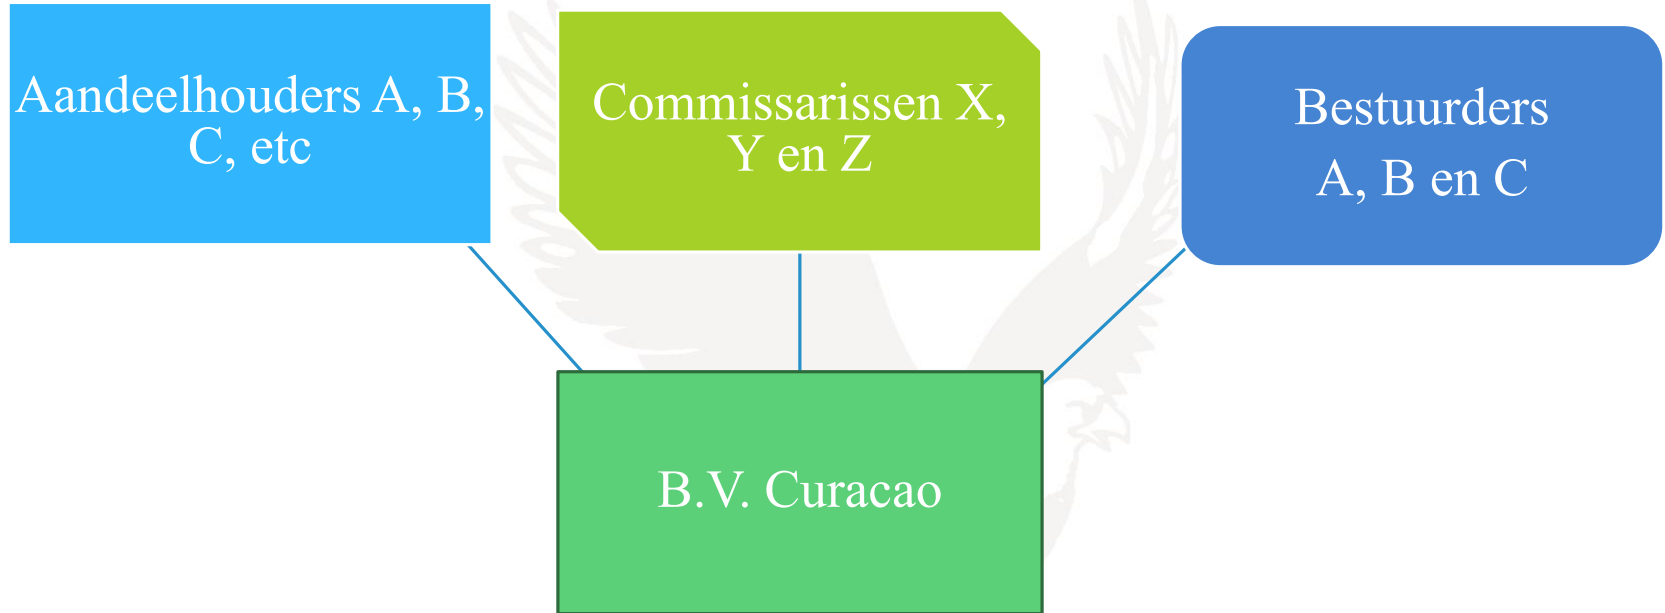 Aandeelhouders A, B,
C, etc
Commissarissen X,
Y en Z
Bestuurders
A, B en C
B.V. Curacao